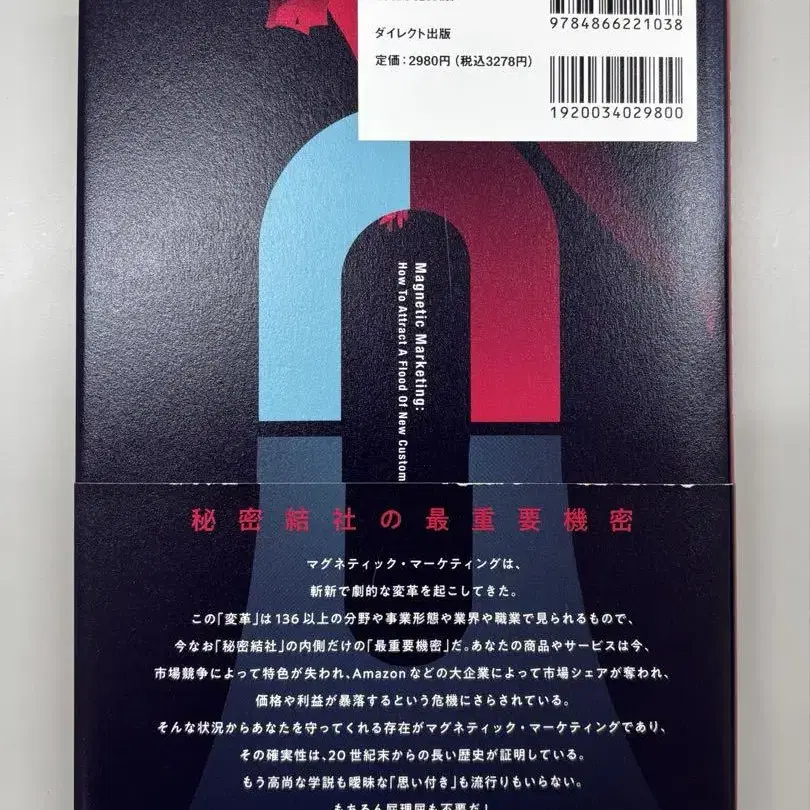 9784866221038
ダイレクト出版
定価:2980円(税込3278円)
1920034029800
Magnetic Marketing:
How To Attract A Flood Of New Custom
秘密結社の最重要機密
マグネティック・マーケティングは、
斬新で劇的な変革を起こしてきた。
この「変革」は136以上の分野や事業形態や業界や職業で見られるもので、
今なお「秘密結社」の内側だけの「最重要機密」だ。あなたの商品やサービスは今、
市場競争によって特色が失われ、Amazonなどの大企業によって市場シェアが奪われ、
価格や利益が暴落するという危機にさらされている。
そんな状況からあなたを守ってくれる存在がマグネティック・マーケティングであり、
その確実性は、20世紀末からの長い歴史が証明している。
もう高尚な学説も曖昧な「思い付き」も流行りもいらない。